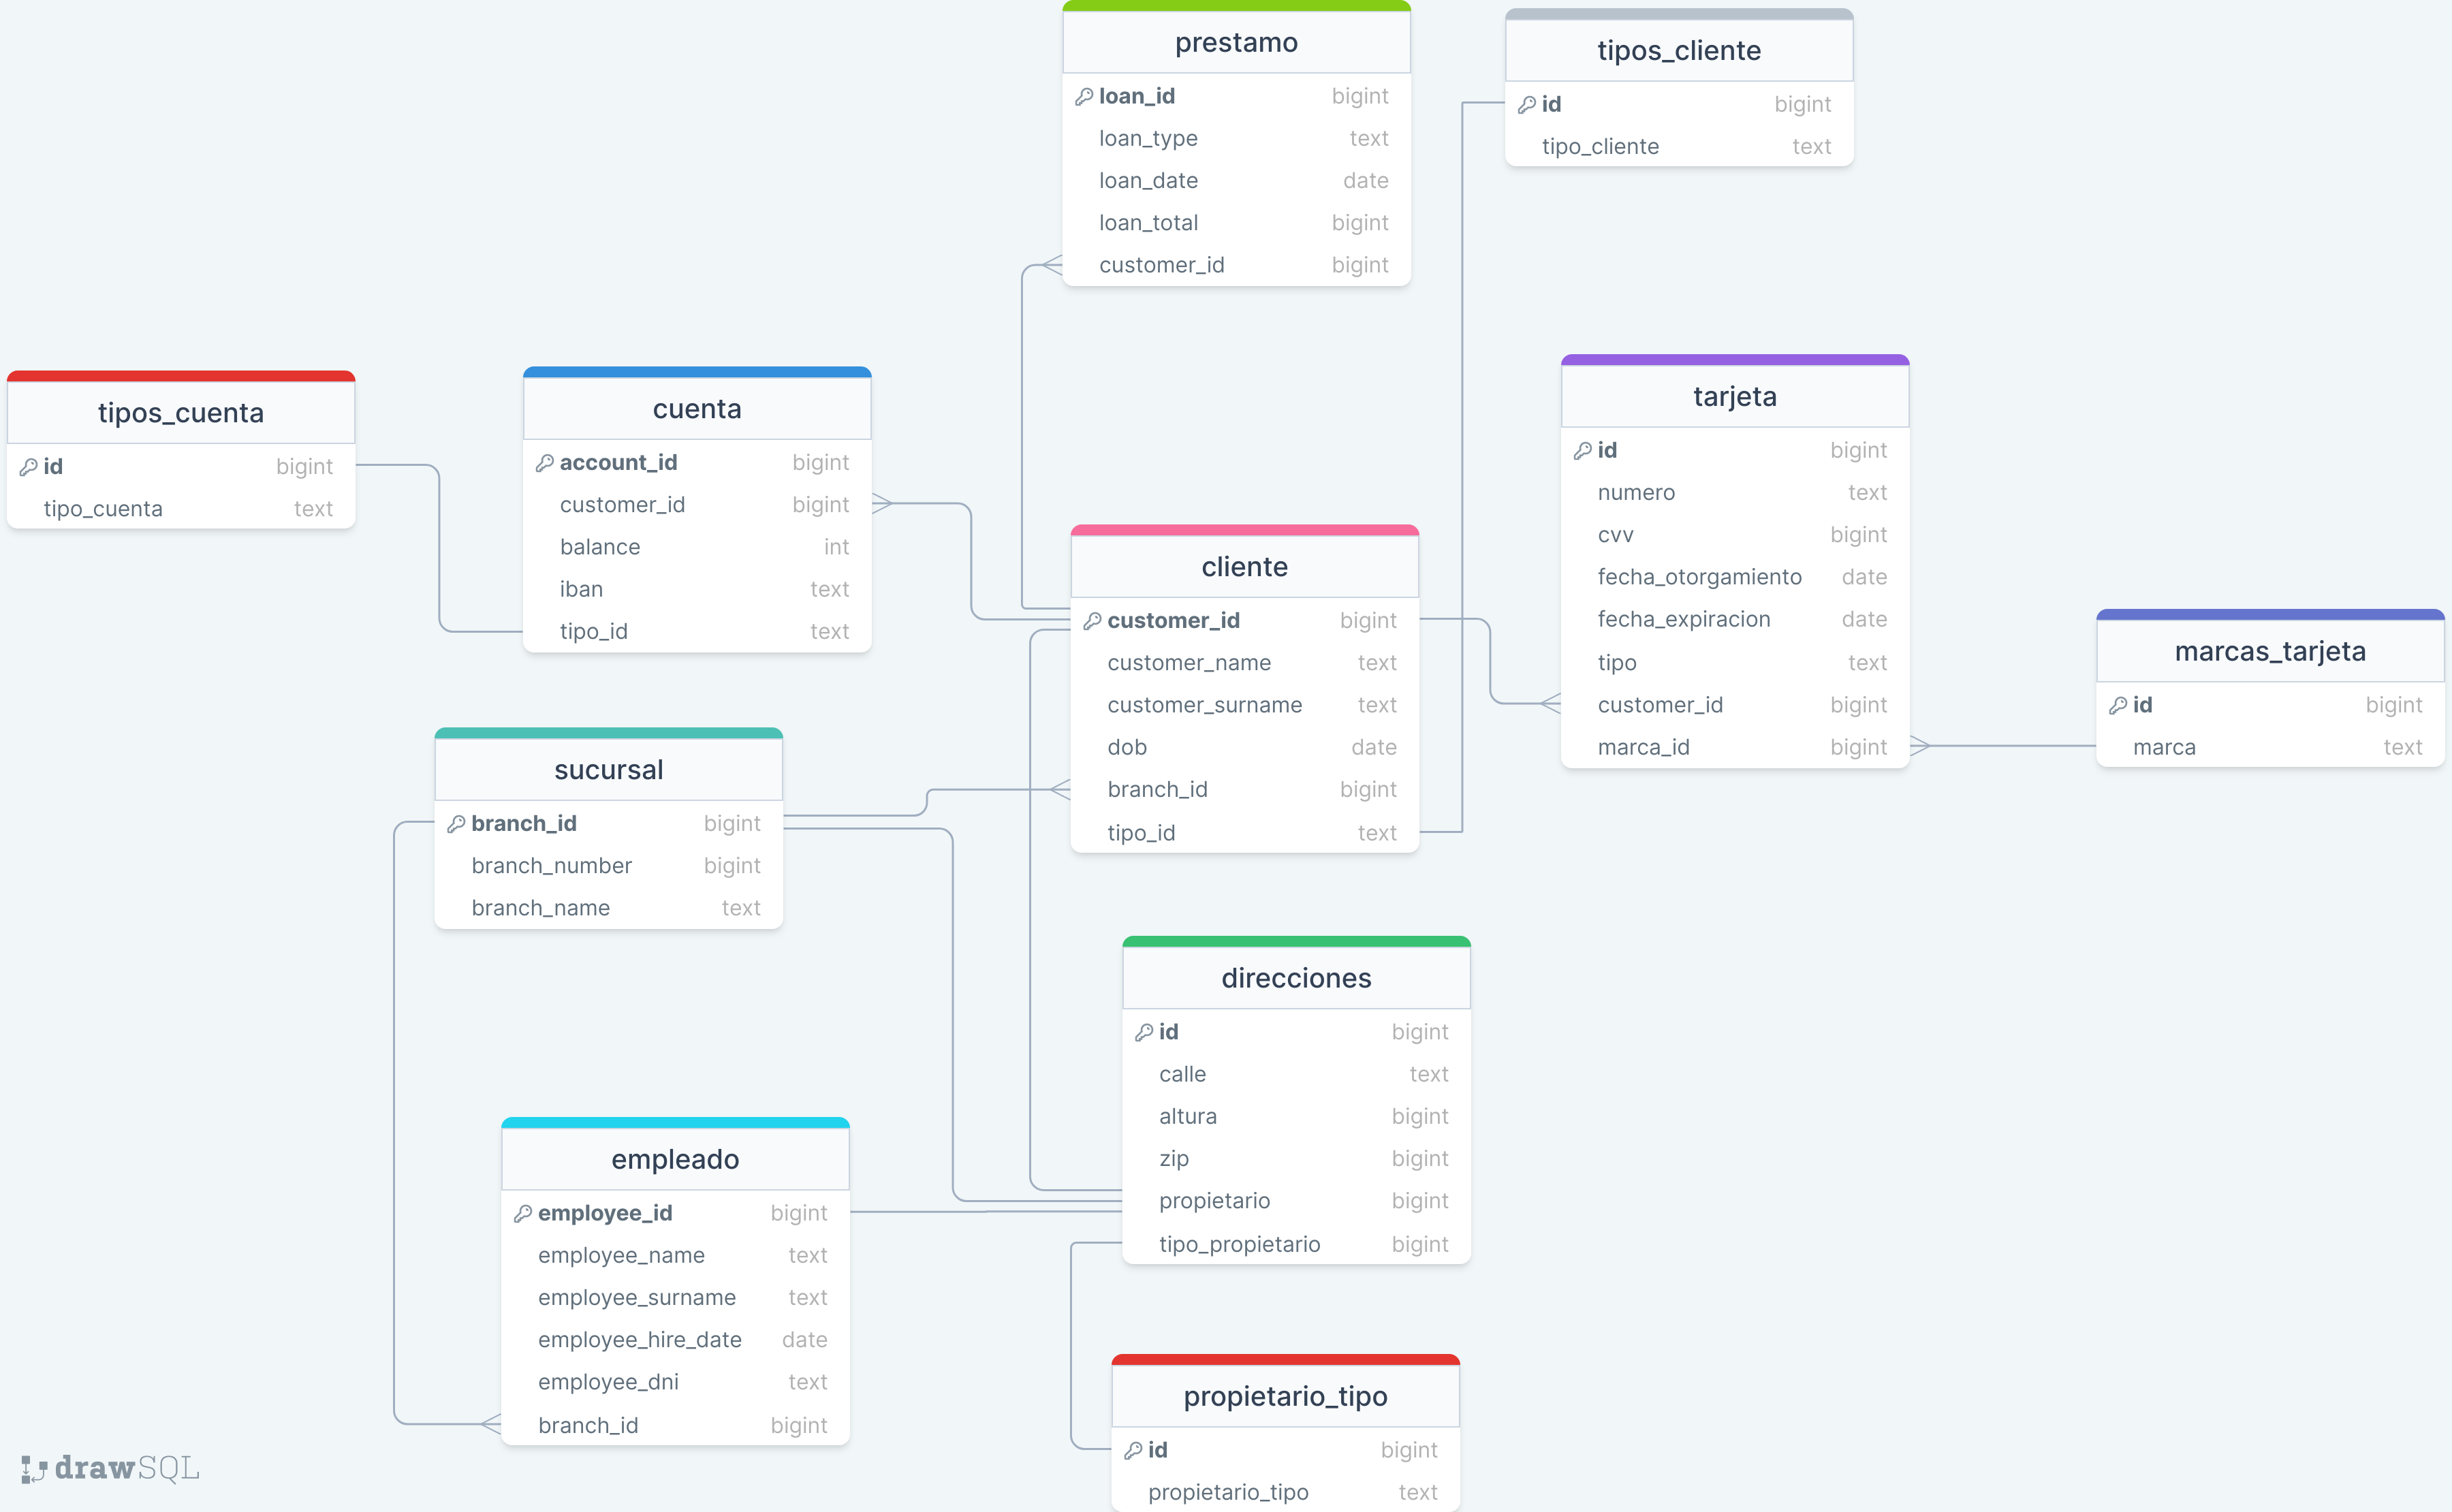 prestamo
loan_id bigint
loan_type text
loan_date date
loan_total bigint
customer_id bigint
tipos_cliente
id bigint
tipo_cliente text
tipos_cuenta
id bigint
tipo_cuenta text
cuenta
account_id bigint
customer_id bigint
balance int
iban text
tipo_id text
cliente
customer_id bigint
customer_name text
customer_surname text
dob date
branch_id bigint
tipo_id text
tarjeta
id bigint
numero text
cvv bigint
fecha_otorgamiento date
fecha_expiracion date
tipo text
customer_id bigint
marca_id bigint
marcas_tarjeta
id bigint
marca text
sucursal
branch_id bigint
branch_number bigint
branch_name text
direcciones
id bigint
calle text
altura bigint
zip bigint
propietario bigint
tipo_propietario bigint
empleado
employee_id bigint
employee_name text
employee_surname text
employee_hire_date date
employee_dni text
branch_id bigint
propietario_tipo
id bigint
propietario_tipo text
drawSQL